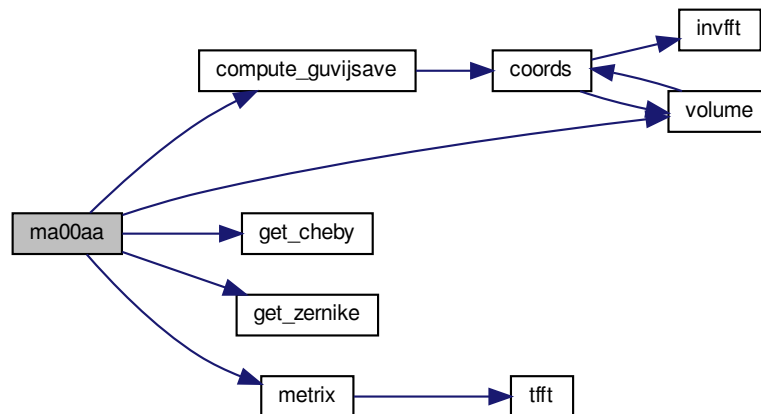 invfft
compute_guvijsave
coords
volume
ma00aa
get_cheby
get_zernike
metrix
tfft